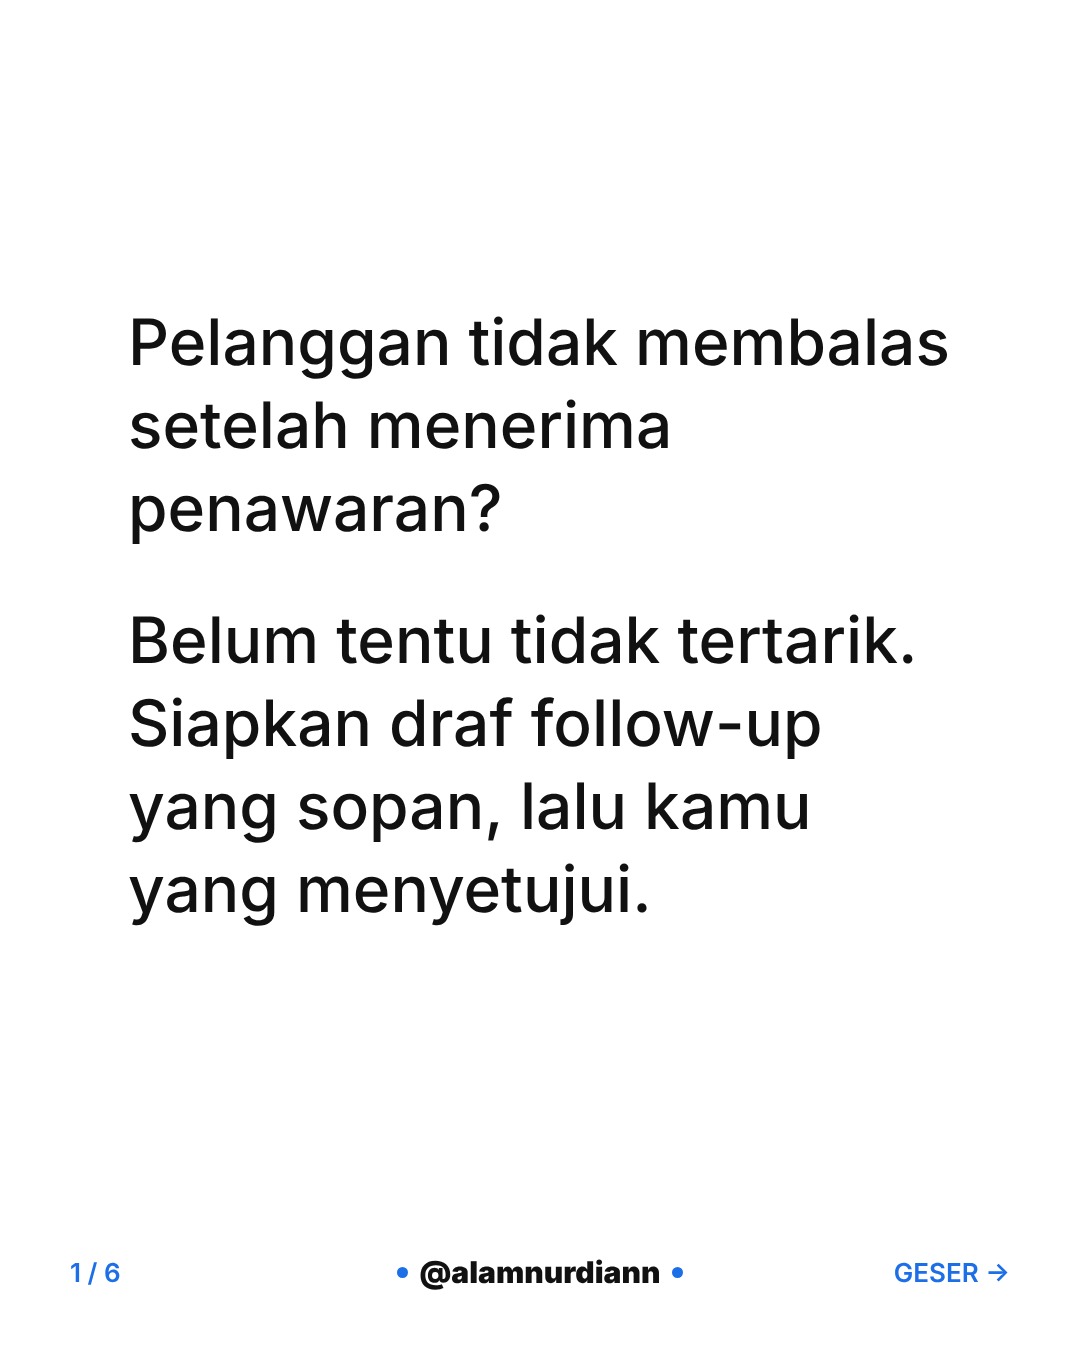 Pelanggan tidak membalas
setelah menerima
penawaran?
Belum tentu tidak tertarik.
Siapkan draf follow-up
yang sopan, lalu kamu
yang menyetujui.
1 / 6
• @alamnurdiann •
GESER →